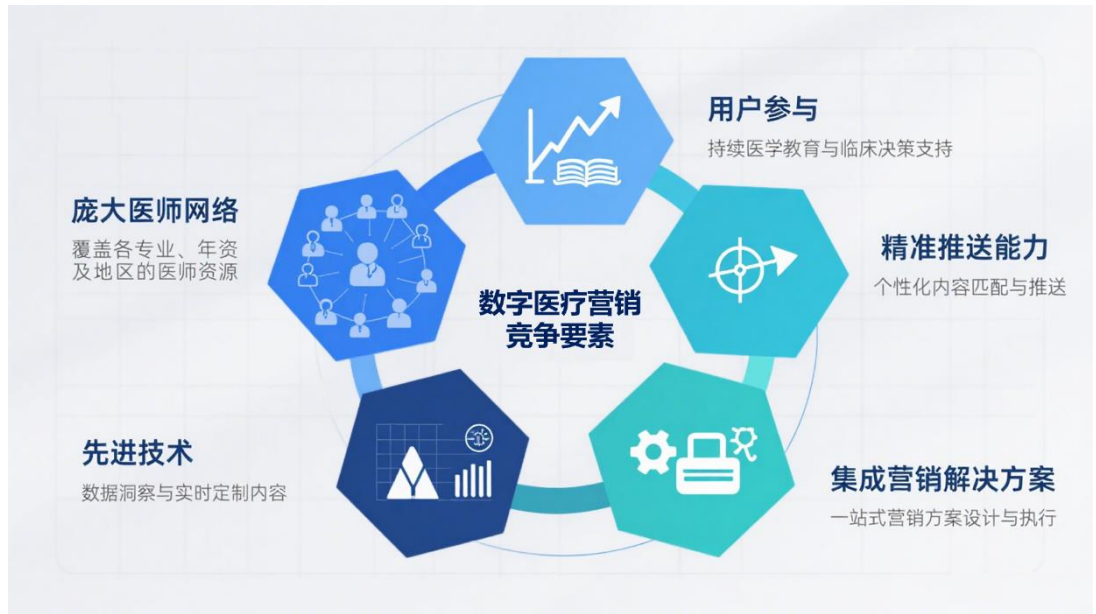 用户参与
持续医学教育与临床决策支持
庞大医师网络
覆盖各专业、年资
及地区的医师资源
精准推送能力
个性化内容匹配与推送
数字医疗营销
竞争要素
先进技术
数据洞察与实时定制内容
集成营销解决方案
一站式营销方案设计与执行